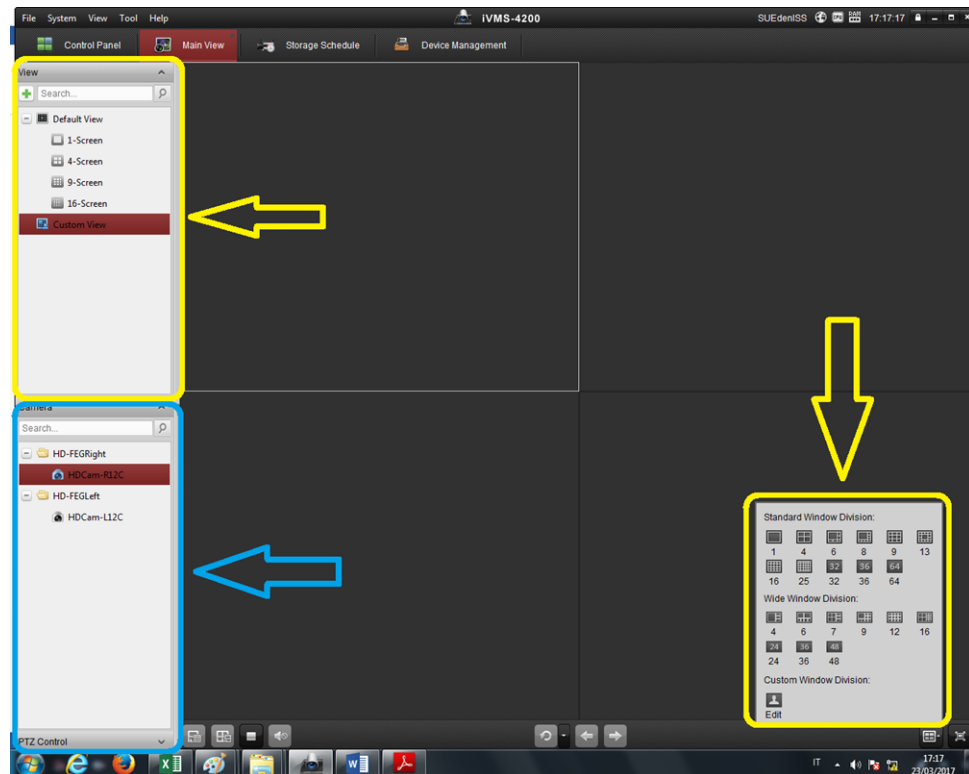 File System View Tool Help
iVMS-4200
SUEdenISS
17:17:17
Control Panel
Main View
Storage Schedule
Device Management
View
Search...
Default View
1-Screen
4-Screen
9-Screen
16-Screen
Custom View
Camera
Search...
HD-FEGRight
HDCam-R12C
HD-FEGLeft
HDCam-L12C
PTZ Control
Standard Window Division:
1 4 6 8 9 13
32 36 64
16 25 32 36 64
Wide Window Division:
4 6 7 9 12 16
24 36 48
24 36 48
Custom Window Division:
Edit
IT
17:17
23/03/2017